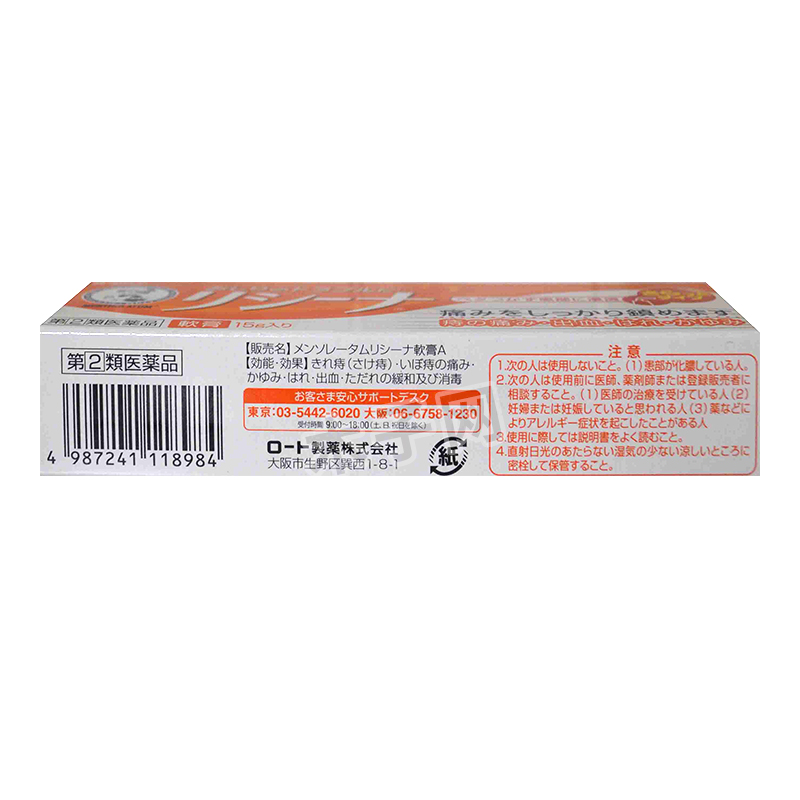 リシーナ
指定第2類医薬品
軟膏
15g入り
痛みをしっかり鎮めます
痔の痛み・出血・はれ・かゆみ
指②類医薬品
4 987241 118984
【販売名】メンソレータムリシーナ軟膏A
【効能・効果】きれ痔(さけ痔)・いぼ痔の痛み・
かゆみ・はれ・出血・ただれの緩和及び消毒
お客さま安心サポートデスク
東京:03-5442-6020 大阪:06-6758-1230
受付時間 9:00~18:00(土、日、祝日を除く)
ロート製薬株式会社
大阪市生野区巽西1-8-1
紙
注意
1.次の人は使用しないこと。(1)患部が化膿している人。
2.次の人は使用前に医師、薬剤師または登録販売者に
相談すること。(1)医師の治療を受けている人(2)
妊婦または妊娠していると思われる人(3)薬などに
よりアレルギー症状を起こしたことがある人
3.使用に際しては説明書をよく読むこと。
4.直射日光のあたらない湿気の少ない涼しいところに
密栓して保管すること。